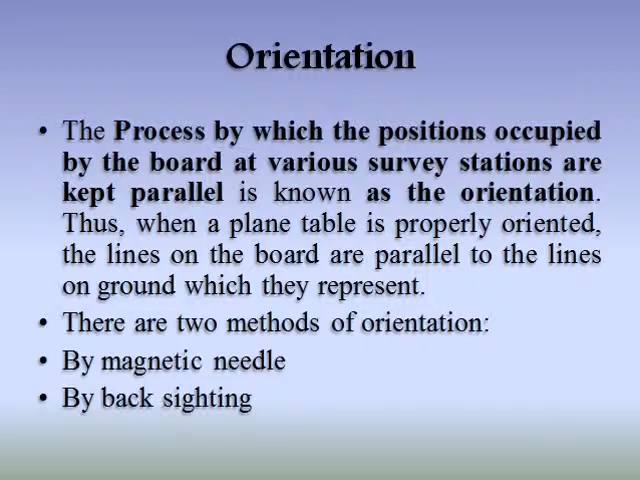 Orientation
• The Process by which the positions occupied
by the board at various survey stations are
kept parallel is known as the orientation.
Thus, when a plane table is properly oriented,
the lines on the board are parallel to the lines
on ground which they represent.
• There are two methods of orientation:
• By magnetic needle
• By back sighting